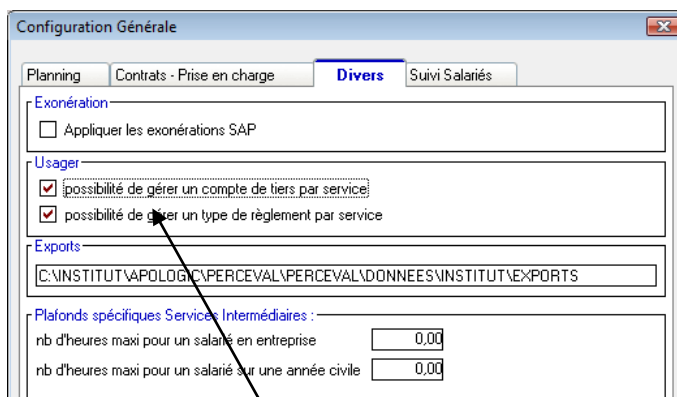 Configuration Générale
Planning Contrats - Prise en charge Divers Suivi Salariés
Exonération
Appliquer les exonérations SAP
Usager
possibilité de gérer un compte de tiers par service
possibilité de gérer un type de règlement par service
Exports
C:\INSTITUT\APOLOGIC\PERCEVAL\PERCEVAL\DONNEES\INSTITUT\EXPORTS
Plafonds spécifiques Services Intermédiaires :
nb d'heures maxi pour un salarié en entreprise 0,00
nb d'heures maxi pour un salarié sur une année civile 0,00